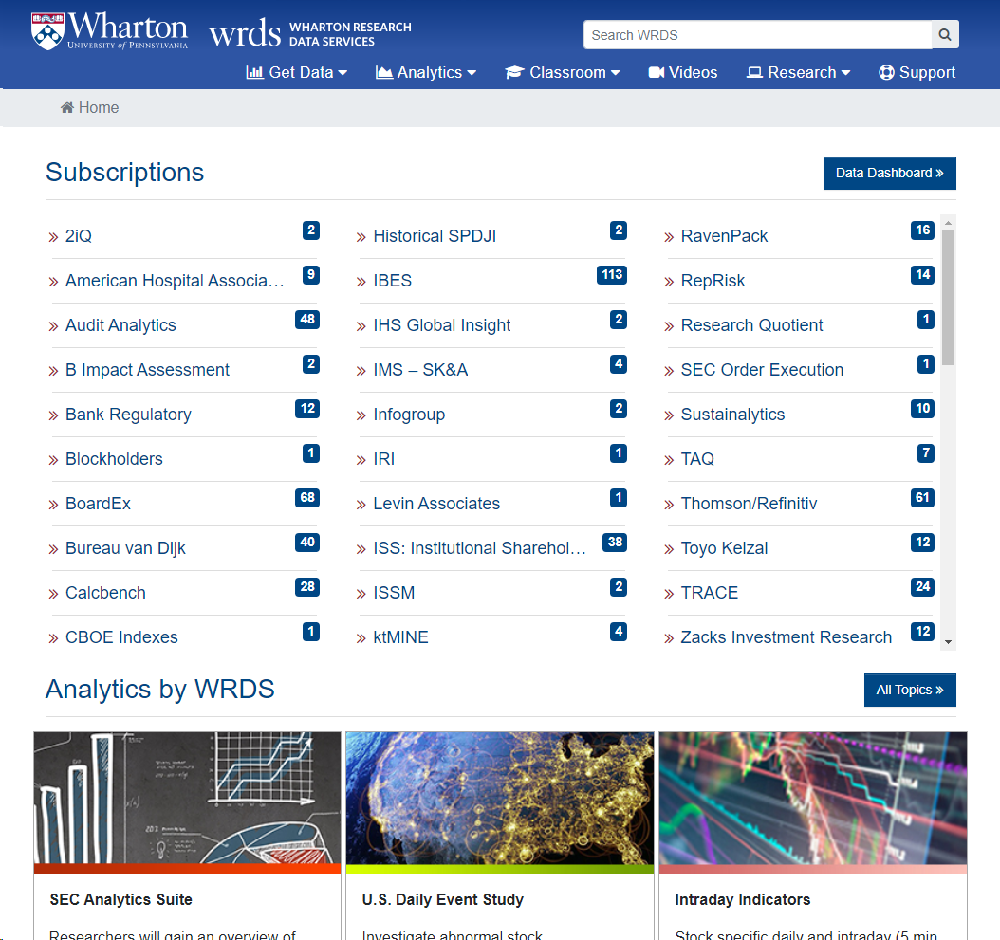 Wharton
UNIVERSITY of PENNSYLVANIA
wrds
WHARTON RESEARCH
DATA SERVICES
Search WRDS
Get Data
Analytics
Classroom
Videos
Research
Support
Home
Subscriptions
Data Dashboard »
» 2iQ 2
» American Hospital Associa… 9
» Audit Analytics 48
» B Impact Assessment 2
» Bank Regulatory 12
» Blockholders 1
» BoardEx 68
» Bureau van Dijk 40
» Calcbench 28
» CBOE Indexes 1
» Historical SPDJI 2
» IBES 113
» IHS Global Insight 2
» IMS – SK&A 4
» Infogroup 2
» IRI 1
» Levin Associates 1
» ISS: Institutional Sharehol… 38
» ISSM 2
» ktMINE 4
» RavenPack 16
» RepRisk 14
» Research Quotient 1
» SEC Order Execution 1
» Sustainalytics 10
» TAQ 7
» Thomson/Refinitiv 61
» Toyo Keizai 12
» TRACE 24
» Zacks Investment Research 12
Analytics by WRDS
All Topics »
SEC Analytics Suite
Researchers will gain an overview of
U.S. Daily Event Study
Investigate abnormal stock
Intraday Indicators
Stock specific daily and intraday (5 min